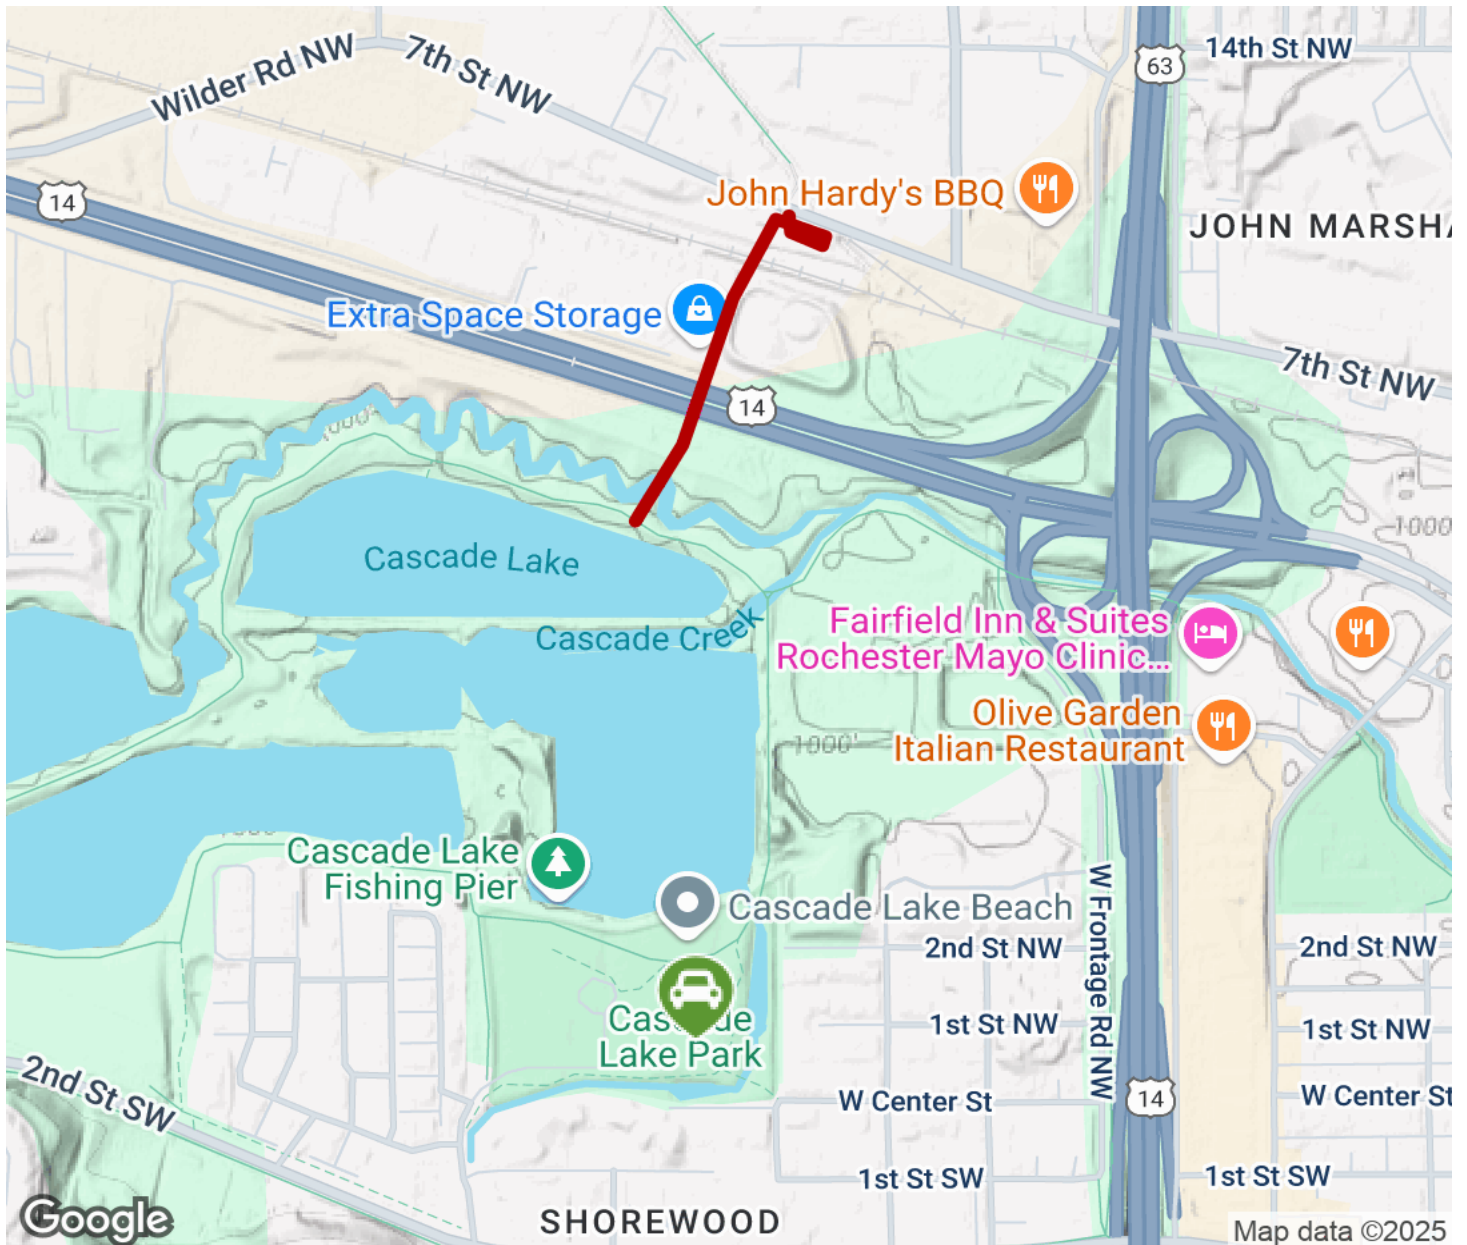 Wilder Rd NW
7th St NW
63
14th St NW
14
John Hardy's BBQ
JOHN MARSHA
Extra Space Storage
14
7th St NW
1000'
1000
Cascade Lake
Cascade Creek
Fairfield Inn & Suites
Rochester Mayo Clinic...
Olive Garden
Italian Restaurant
1000'
Cascade Lake
Fishing Pier
Cascade Lake Beach
W Frontage Rd NW
2nd St NW
2nd St NW
Cascade
Lake Park
1st St NW
1st St NW
2nd St SW
W Center St
14
W Center St
1st St SW
1st St SW
SHOREWOOD
Google
Map data ©2025